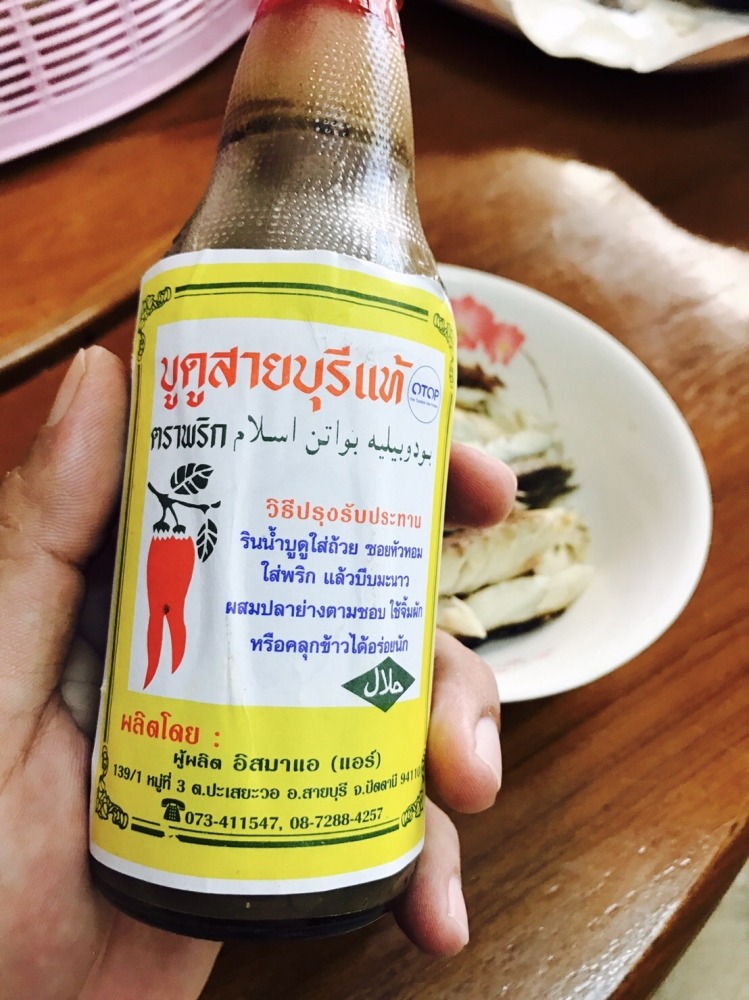 บูดูสายบุรีแท้
OTOP
ตราพริก بودوبيليه بواتن اسلام
วิธีปรุงรับประทาน
รินน้ำบูดูใส่ถ้วย ซอยหัวหอม
ใส่พริก แล้วบีบมะนาว
ผสมปลาย่างตามชอบ ใช้จิ้มผัก
หรือคลุกข้าวได้อร่อยนัก
حلال
ผลิตโดย :
ผู้ผลิต อิสมาแอ (แอร์)
139/1 หมู่ที่ 3 ต.ปะเสยะวอ อ.สายบุรี จ.ปัตตานี 94110
☎073-411547, 08-7288-4257